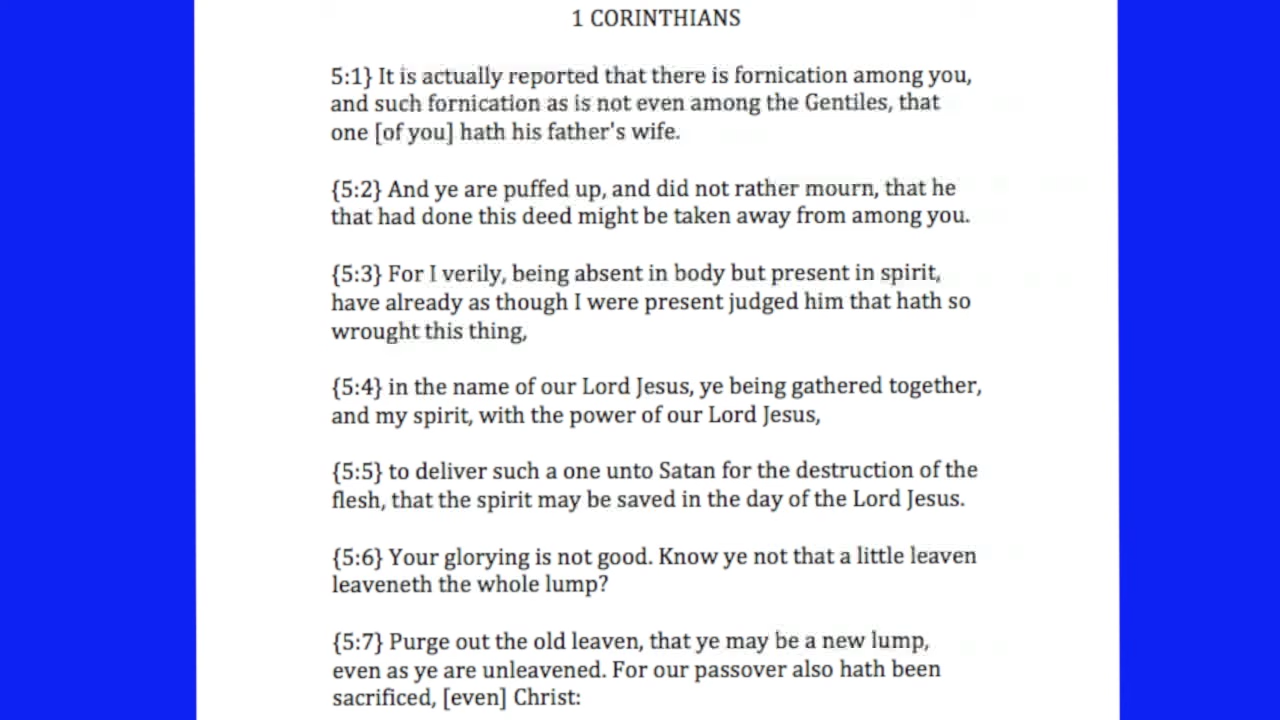 1 CORINTHIANS
5:1} It is actually reported that there is fornication among you,
and such fornication as is not even among the Gentiles, that
one [of you] hath his father's wife.
{5:2} And ye are puffed up, and did not rather mourn, that he
that had done this deed might be taken away from among you.
{5:3} For I verily, being absent in body but present in spirit,
have already as though I were present judged him that hath so
wrought this thing,
{5:4} in the name of our Lord Jesus, ye being gathered together,
and my spirit, with the power of our Lord Jesus,
{5:5} to deliver such a one unto Satan for the destruction of the
flesh, that the spirit may be saved in the day of the Lord Jesus.
{5:6} Your glorying is not good. Know ye not that a little leaven
leaveneth the whole lump?
{5:7} Purge out the old leaven, that ye may be a new lump,
even as ye are unleavened. For our passover also hath been
sacrificed, [even] Christ: